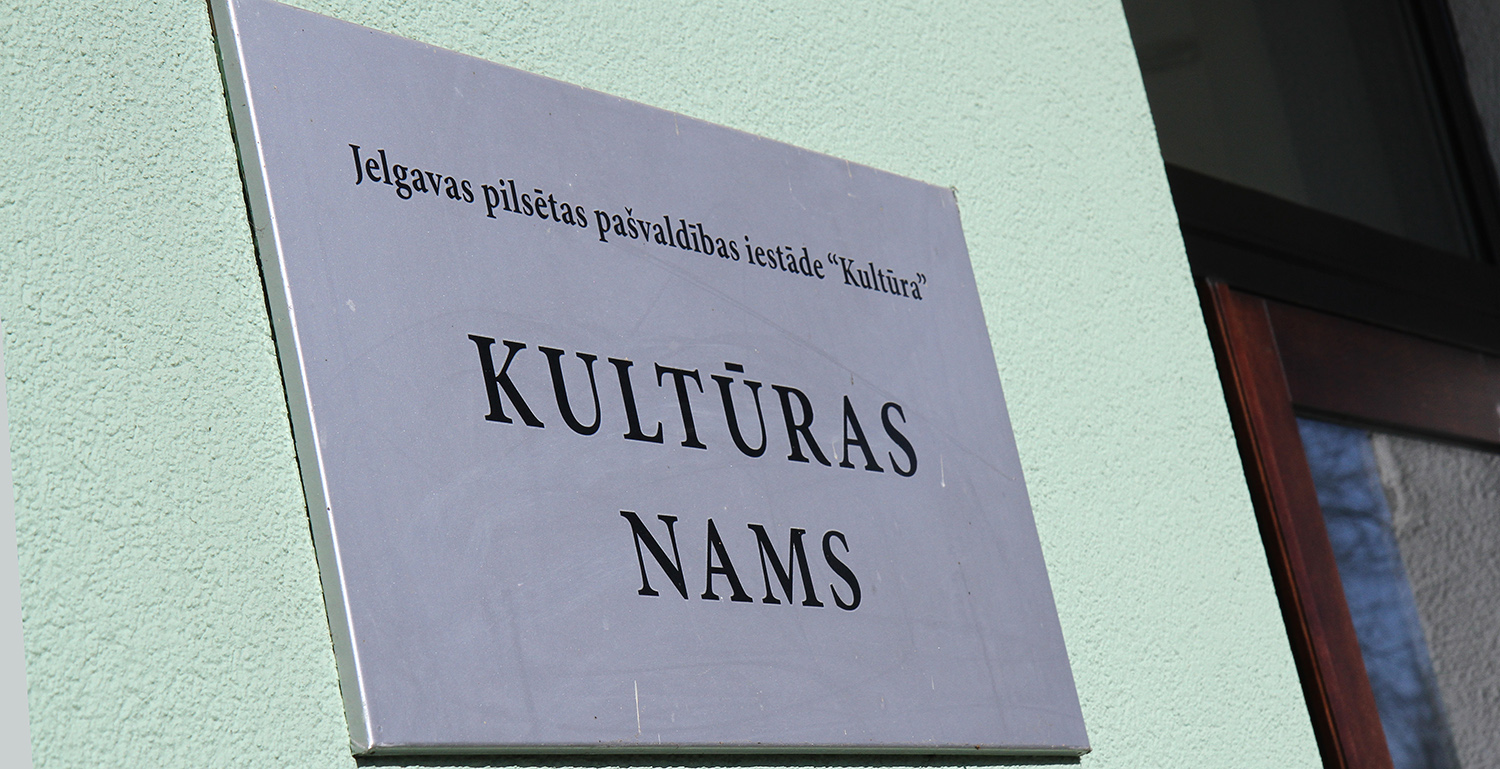 Jelgavas pilsētas pašvaldības iestāde “Kultūra”
KULTŪRAS
NAMS